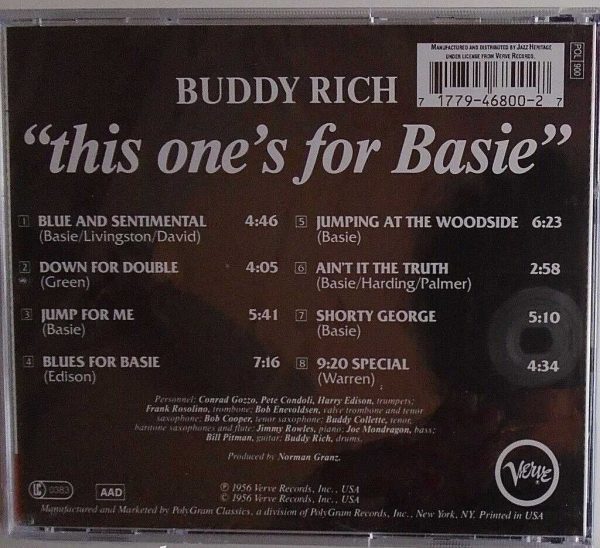 MANUFACTURED AND DISTRIBUTED BY JAZZ HERITAGE
UNDER LICENSE FROM VERVE RECORDS.
POL 900
7 1779-46800-2 7
BUDDY RICH
“this one’s for Basie”
1 BLUE AND SENTIMENTAL 4:46
(Basie/Livingston/David)
2 DOWN FOR DOUBLE 4:05
(Green)
3 JUMP FOR ME 5:41
(Basie)
4 BLUES FOR BASIE 7:16
(Edison)
5 JUMPING AT THE WOODSIDE 6:23
(Basie)
6 AIN'T IT THE TRUTH 2:58
(Basie/Harding/Palmer)
7 SHORTY GEORGE 5:10
(Basie)
8 9:20 SPECIAL 4:34
(Warren)
Personnel: Conrad Gozzo, Pete Condoli, Harry Edison, trumpets;
Frank Rosolino, trombone; Bob Enevoldsen, valve trombone and tenor
saxophone; Bob Cooper, tenor saxophone; Buddy Collette, tenor,
baritone saxophones and flute; Jimmy Rowles, piano; Joe Mondragon, bass;
Bill Pitman, guitar; Buddy Rich, drums.
Produced by Norman Granz.
LC 0383
AAD
℗ 1956 Verve Records, Inc., USA
© 1956 Verve Records, Inc., USA
Verve
Manufactured and Marketed by PolyGram Classics, a division of PolyGram Records, Inc., New York, NY. Printed in USA